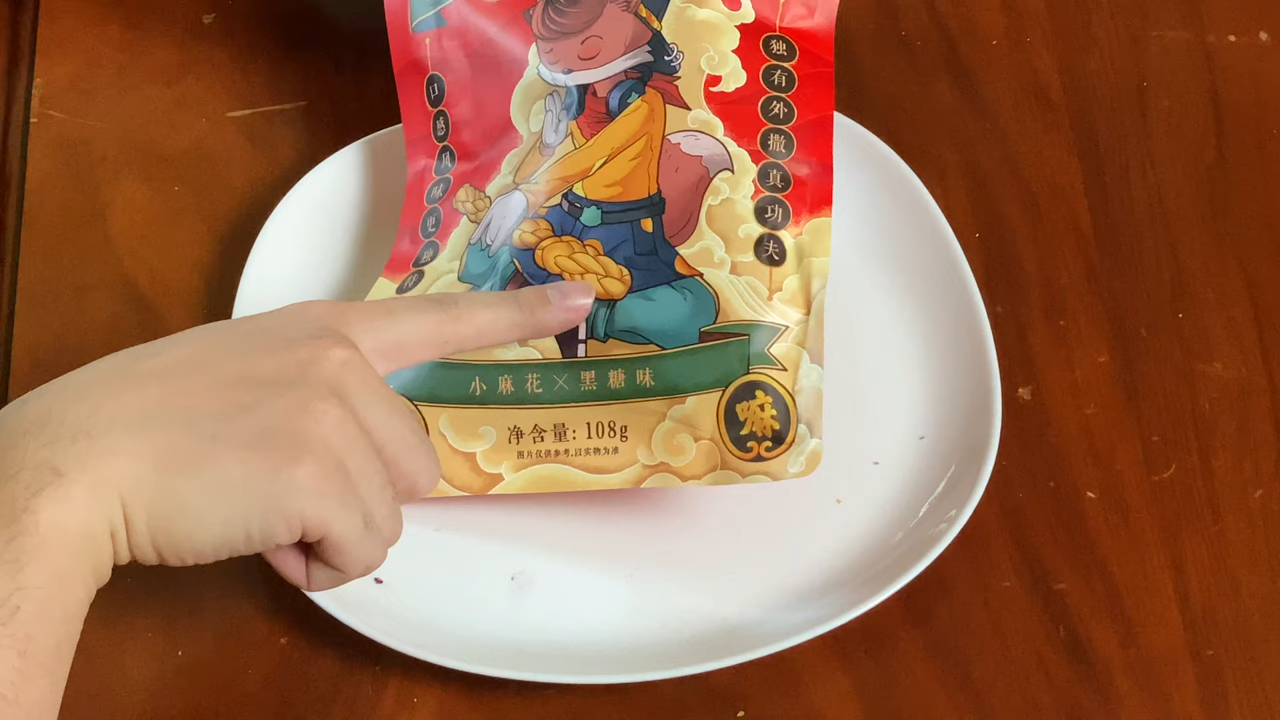 独有外撒真功夫
口感风味更独特
小麻花×黑糖味
净含量: 108g
图片仅供参考,以实物为准
嘛